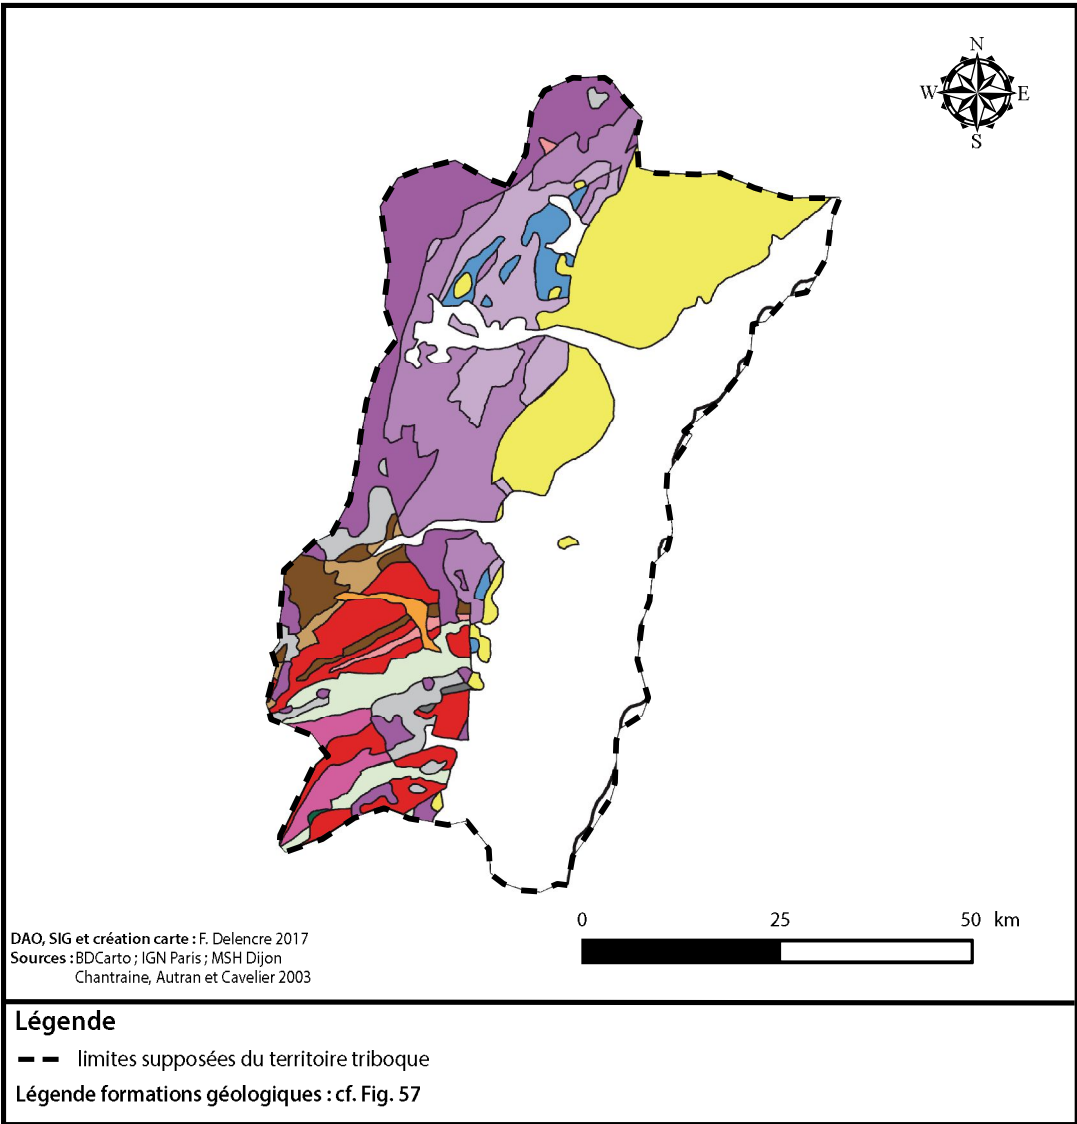 N
W E
S
0 25 50 km
DAO, SIG et création carte : F. Delencre 2017
Sources : BDCarto ; IGN Paris ; MSH Dijon
Chantraine, Autran et Cavelier 2003
Légende
limites supposées du territoire triboque
Légende formations géologiques : cf. Fig. 57